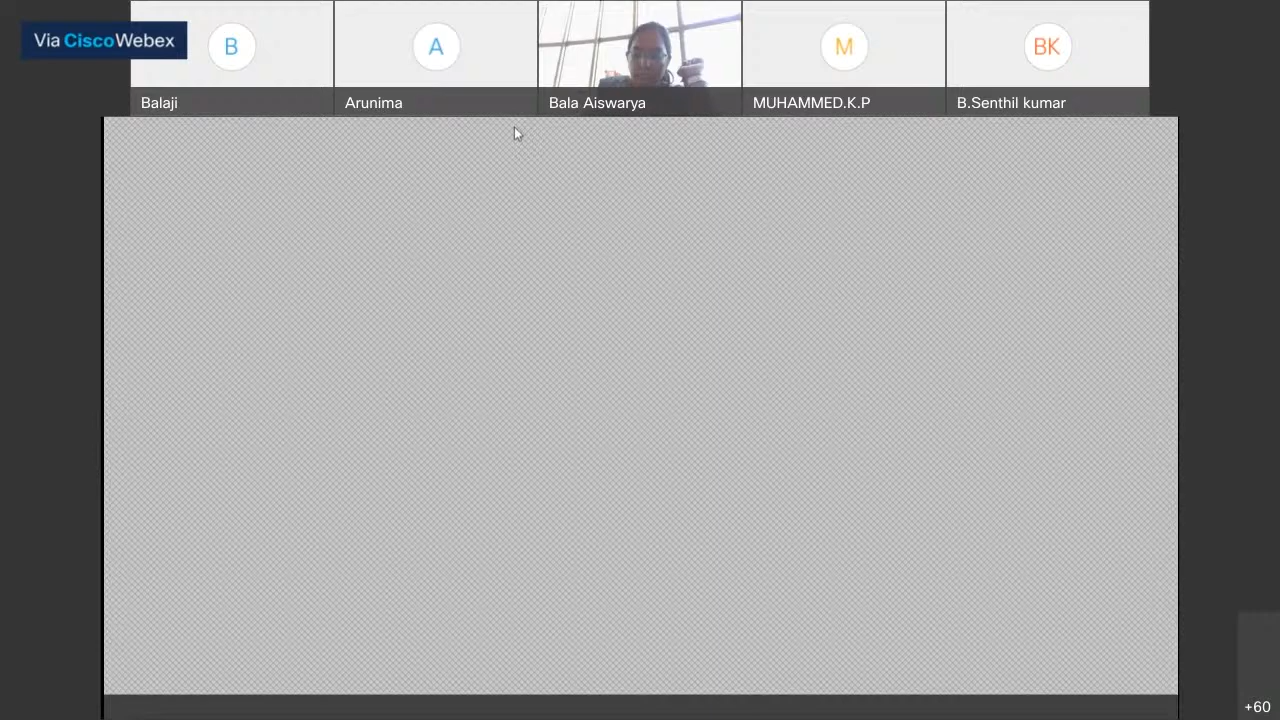 Via CiscoWebex
B
A
M
BK
Balaji
Arunima
Bala Aiswarya
MUHAMMED.K.P
B.Senthil kumar
+60